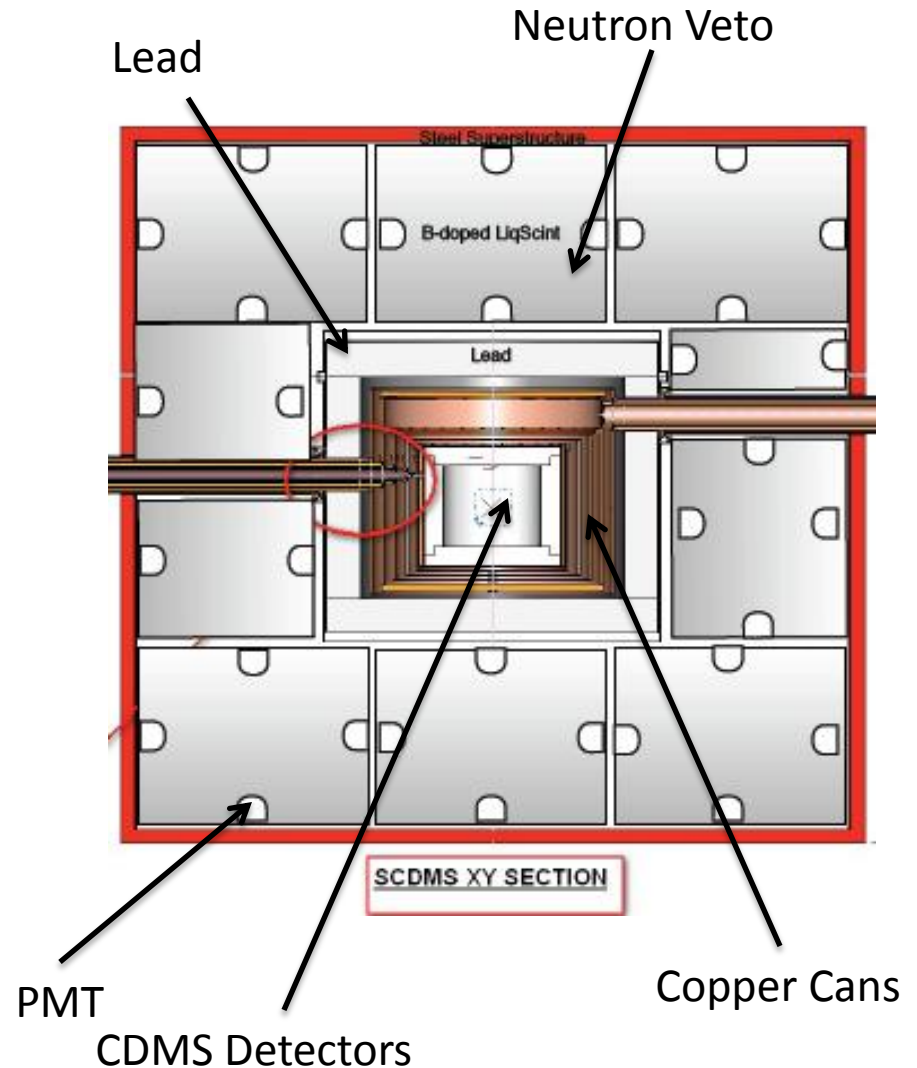 Neutron Veto
Lead
Steel Superstructure
B-doped LiqScint
Lead
SCDMS XY SECTION
Copper Cans
PMT
CDMS Detectors